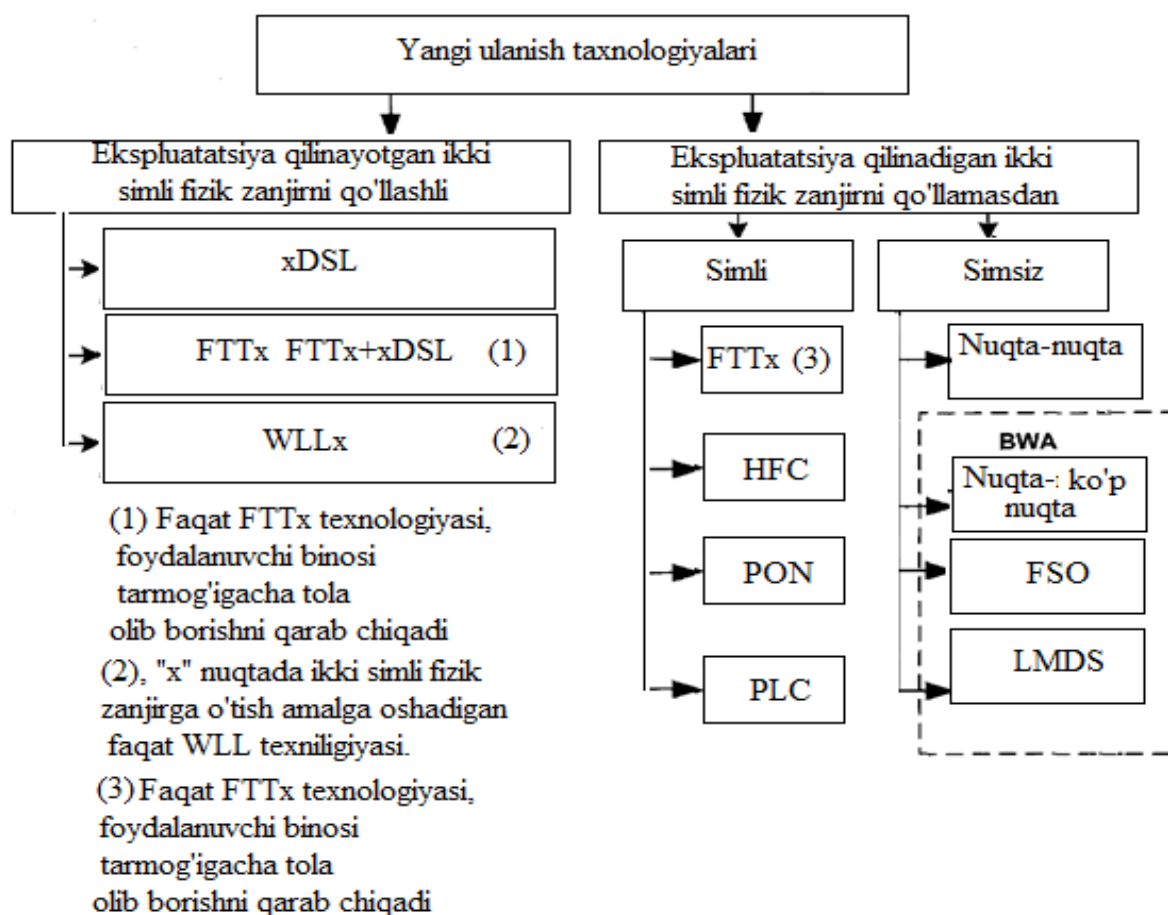 Yangi ulanish taxnologiyalari
Ekspluatatsiya qilinayotgan ikki
simli fizik zanjirni qo'llashli
xDSL
FTTx FTTx+xDSL (1)
WLLx (2)
(1) Faqat FTTx texnologiyasi,
foydalanuvchi binosi
tarmog'igacha tola
olib borishni qarab chiqadi
(2), "x" nuqtada ikki simli fizik
zanjirga o'tish amalga oshadigan
faqat WLL texniligiyasi.
(3) Faqat FTTx texnologiyasi,
foydalanuvchi binosi
tarmog'igacha tola
olib borishni qarab chiqadi
Ekspluatatsiya qilinadigan ikki
simli fizik zanjirni qo'llamasdan
Simli
FTTx (3)
HFC
PON
PLC
Simsiz
Nuqta-nuqta
BWA
Nuqta- ko'p
nuqta
FSO
LMDS